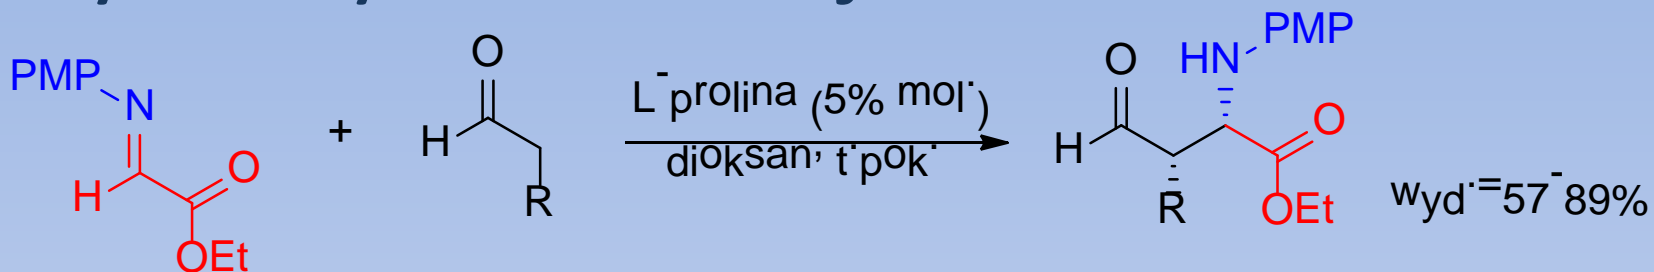 PMP
N
H
O
OEt
+
O
H
R
L-prolina (5% mol.)
dioksan, t.pok.
O
HN
PMP
H
R
O
OEt
wyd.=57-89%